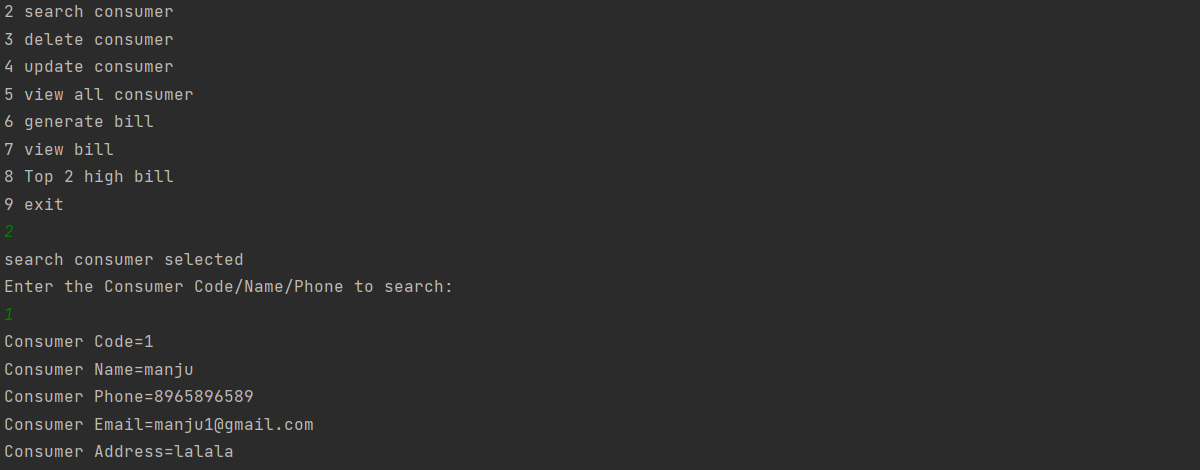 2 search consumer
3 delete consumer
4 update consumer
5 view all consumer
6 generate bill
7 view bill
8 Top 2 high bill
9 exit
2
search consumer selected
Enter the Consumer Code/Name/Phone to search:
1
Consumer Code=1
Consumer Name=manju
Consumer Phone=8965896589
Consumer Email=manju1@gmail.com
Consumer Address=lalala